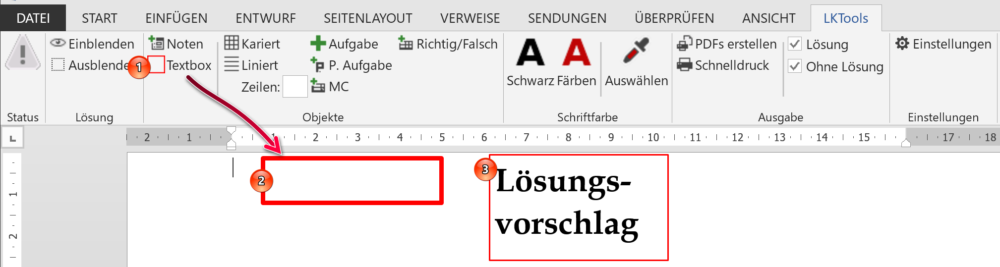 DATEI START EINFÜGEN ENTWURF SEITENLAYOUT VERWEISE SENDUNGEN ÜBERPRÜFEN ANSICHT LKTools
Einblenden Noten Kariert Aufgabe Richtig/Falsch PDFs erstellen Lösung Einstellungen
Ausblende 1 Textbox Liniert P. Aufgabe Schnelldruck Ohne Lösung
Zeilen: MC Schwarz Färben Auswählen
Status Lösung Objekte Schriftfarbe Ausgabe Einstellungen
2 1 1 2 3 4 5 6 7 8 9 10 11 12 13 14 15 17 18
2
3 Lösungs-
vorschlag
1
2